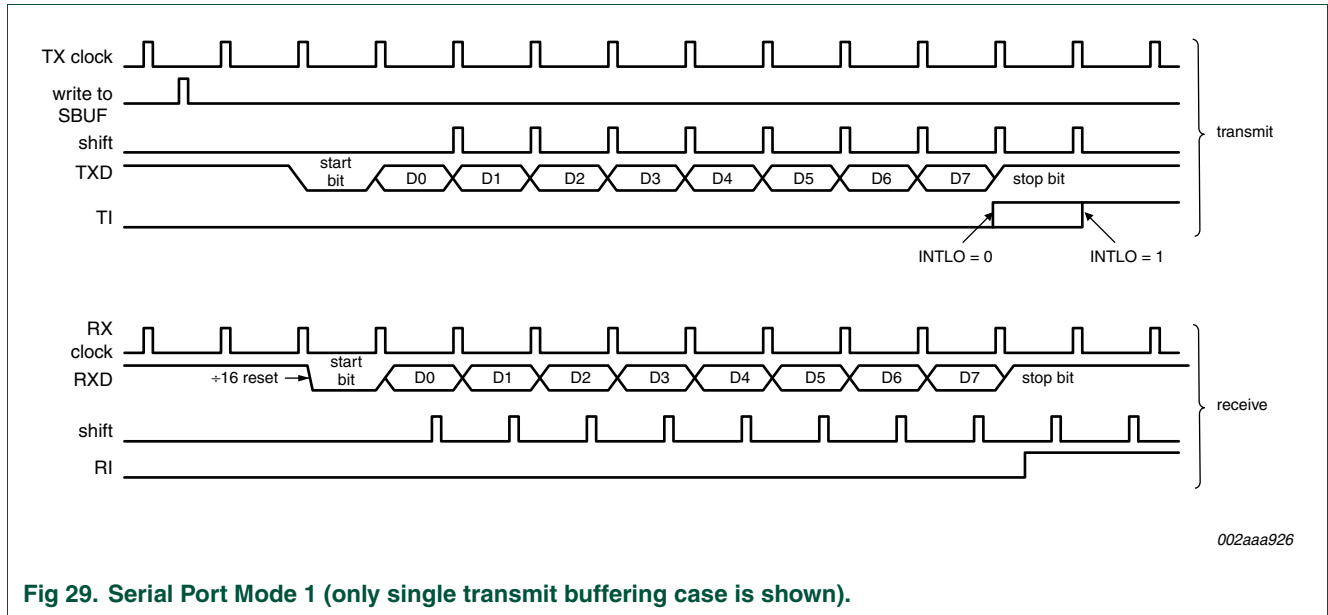 TX clock
write to
SBUF
shift
transmit
TXD
start
bit
D0 D1 D2 D3 D4 D5 D6 D7 stop bit
TI
INTLO = 0 INTLO = 1
RX
clock
RXD
÷16 reset
start
bit
D0 D1 D2 D3 D4 D5 D6 D7 stop bit
receive
shift
RI
002aaa926
Fig 29. Serial Port Mode 1 (only single transmit buffering case is shown).